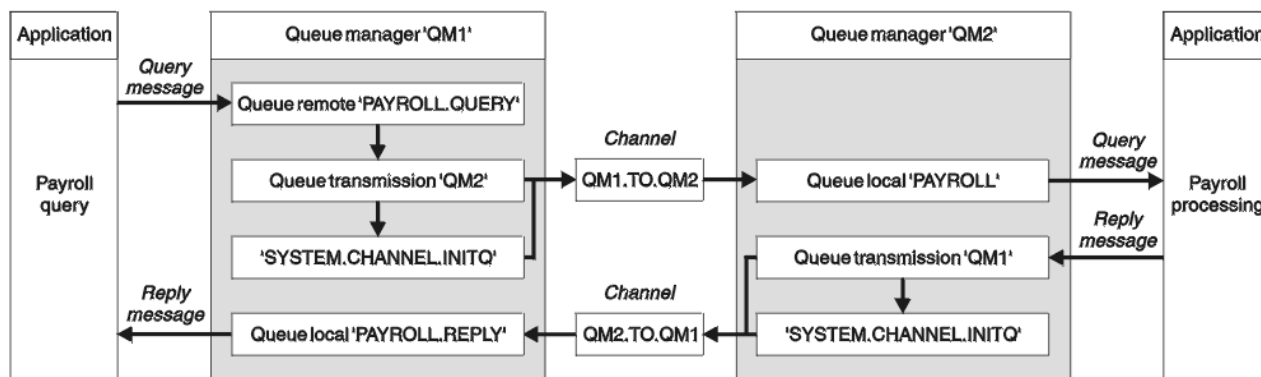 Application
Queue manager 'QM1'
Queue manager 'QM2'
Application
Query
message
Queue remote 'PAYROLL.QUERY'
Channel
Query
message
Payroll
query
Queue transmission 'QM2'
QM1.TO.QM2
Queue local 'PAYROLL'
Payroll
processing
'SYSTEM.CHANNEL.INITQ'
Queue transmission 'QM1'
Reply
message
Reply
message
Channel
Queue local 'PAYROLL.REPLY'
QM2.TO.QM1
'SYSTEM.CHANNEL.INITQ'